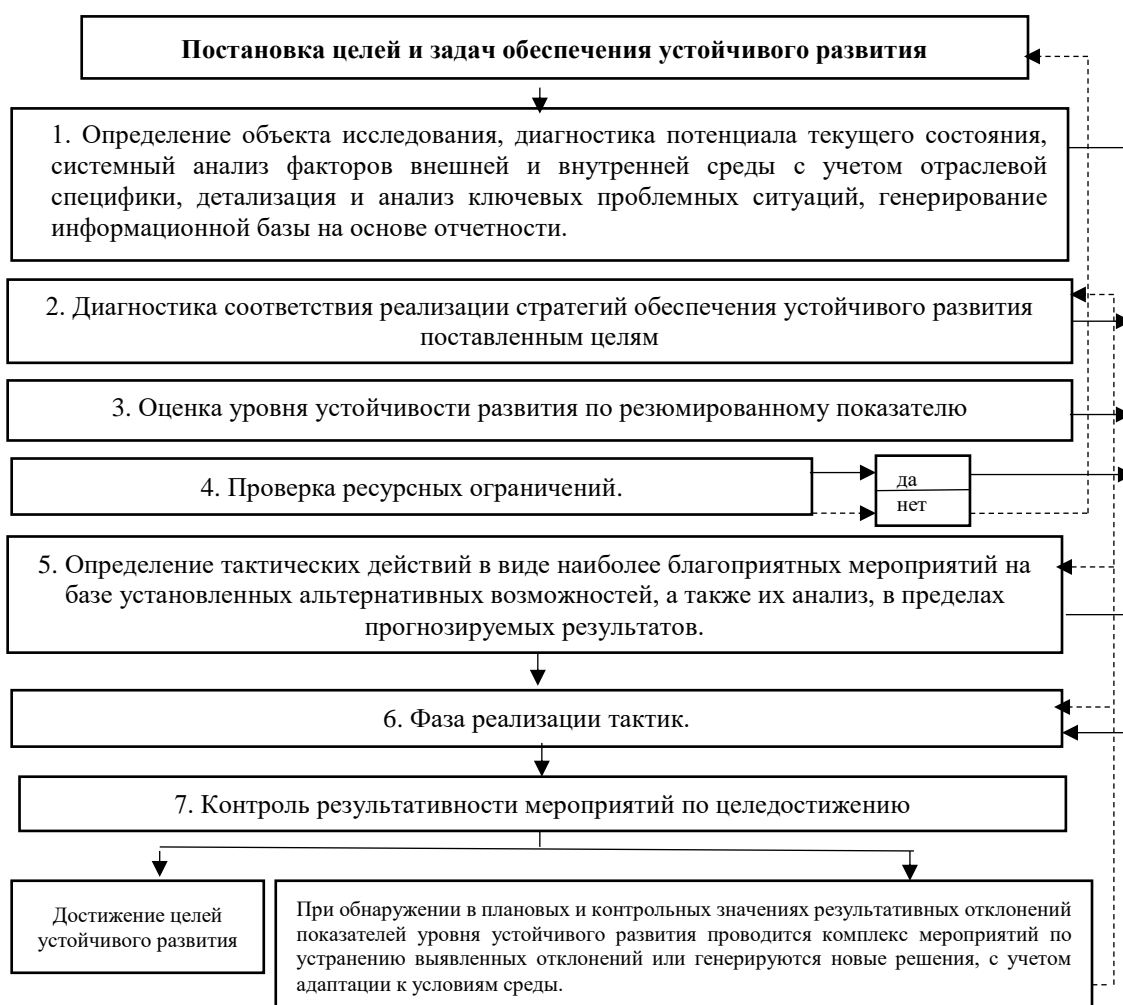 Постановка целей и задач обеспечения устойчивого развития
1. Определение объекта исследования, диагностика потенциала текущего состояния,
системный анализ факторов внешней и внутренней среды с учетом отраслевой
специфики, детализация и анализ ключевых проблемных ситуаций, генерирование
информационной базы на основе отчетности.
2. Диагностика соответствия реализации стратегий обеспечения устойчивого развития
поставленным целям
3. Оценка уровня устойчивости развития по резюмированному показателю
4. Проверка ресурсных ограничений.
да
нет
5. Определение тактических действий в виде наиболее благоприятных мероприятий на
базе установленных альтернативных возможностей, а также их анализ, в пределах
прогнозируемых результатов.
6. Фаза реализации тактик.
7. Контроль результативности мероприятий по целедостижению
Достижение целей
устойчивого развития
При обнаружении в плановых и контрольных значениях результативных отклонений
показателей уровня устойчивого развития проводится комплекс мероприятий по
устранению выявленных отклонений или генерируются новые решения, с учетом
адаптации к условиям среды.